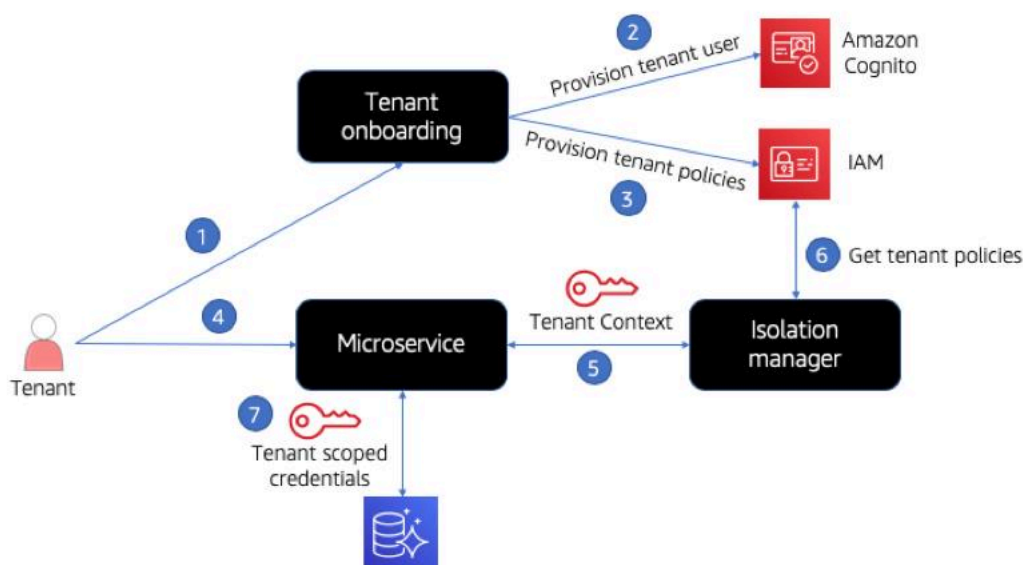 2
Provision tenant user
Amazon
Cognito
Tenant
onboarding
Provision tenant policies
3
IAM
1
6
Get tenant policies
4
Tenant Context
Microservice
5
Isolation
manager
Tenant
7
Tenant scoped
credentials